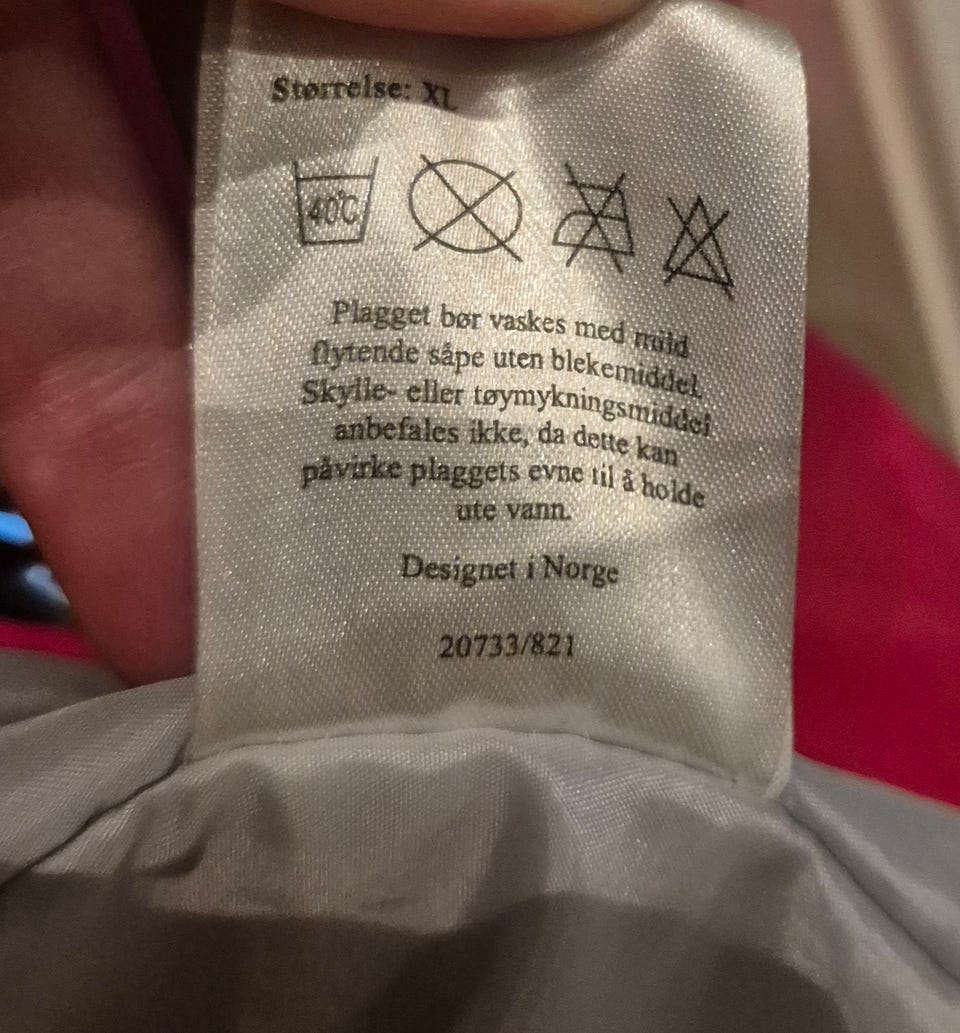 Størrelse: XL
40°C
Plagget bør vaskes med mild
flytende såpe uten blekemiddel.
Skylle- eller tøymykningsmiddel
anbefales ikke, da dette kan
påvirke plaggets evne til å holde
ute vann.
Designet i Norge
20733/821